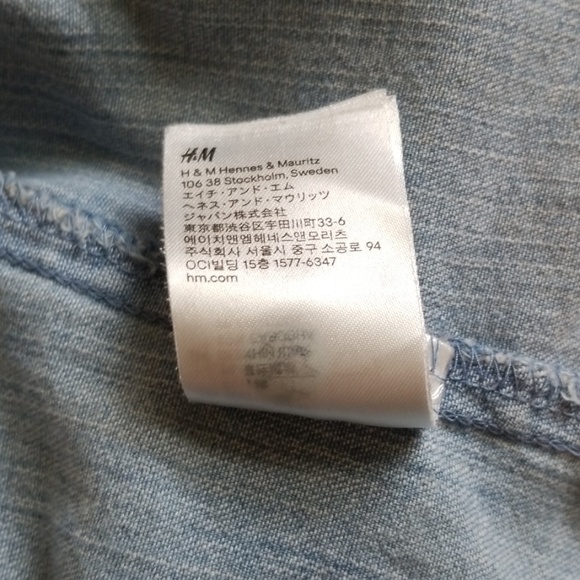 H&M
H & M Hennes & Mauritz
106 38 Stockholm, Sweden
エイチ・アンド・エム
ヘネス・アンド・マウリッツ
ジャパン株式会社
東京都渋谷区宇田川町33-6
에이치앤엠헤네스앤모리츠
주식회사 서울시 중구 소공로 94
OCI빌딩 15층 1577-6347
hm.com